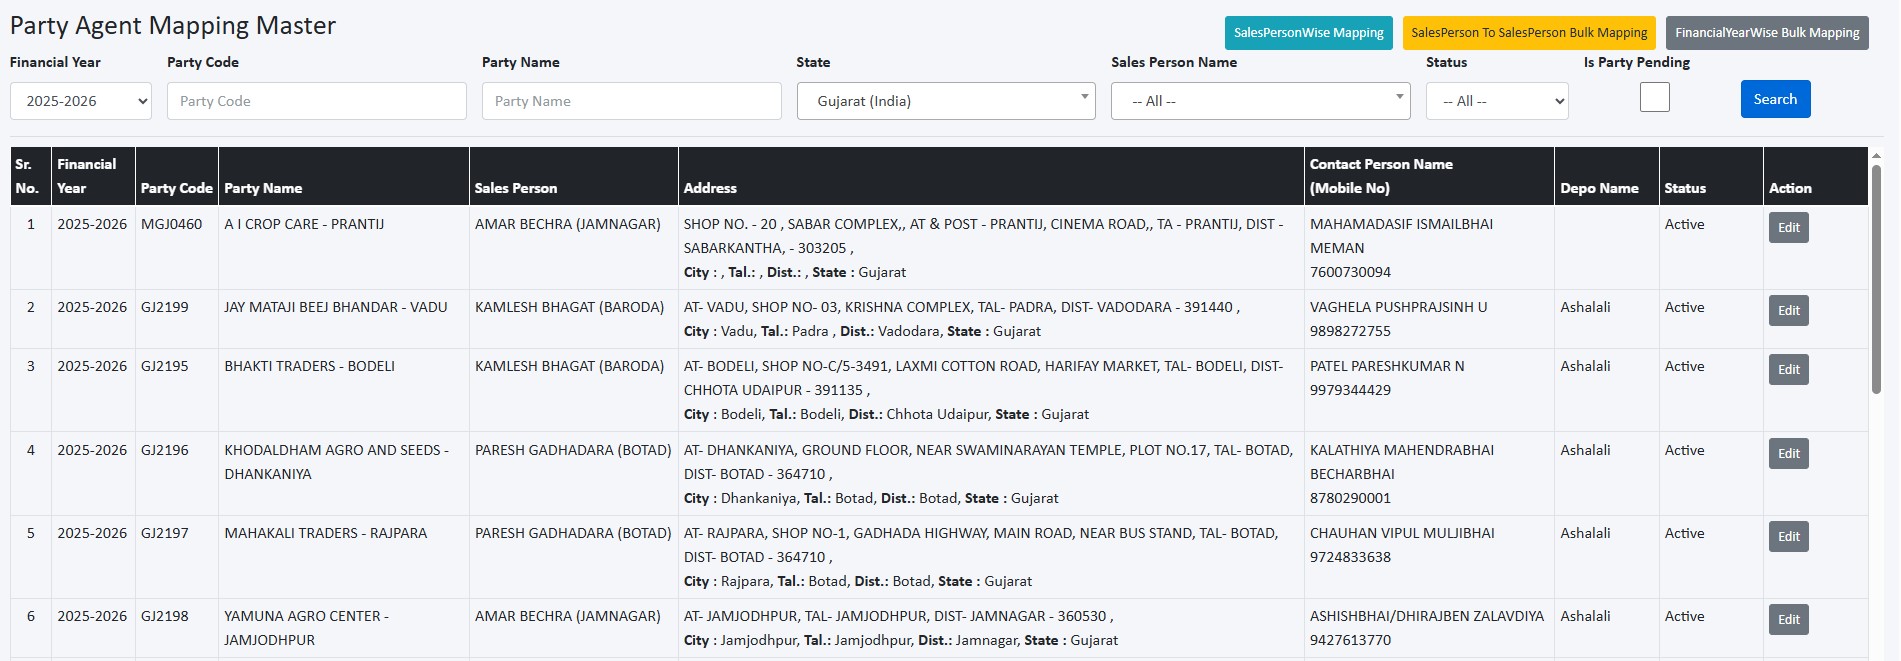 Party Agent Mapping Master
SalesPersonWise Mapping
SalesPerson To SalesPerson Bulk Mapping
FinancialYearWise Bulk Mapping
Financial Year
Party Code
Party Name
State
Sales Person Name
Status
Is Party Pending
2025-2026
Party Code
Party Name
Gujarat (India)
-- All --
-- All --
Search
Sr. No.
Financial Year
Party Code
Party Name
Sales Person
Address
Contact Person Name
(Mobile No)
Depo Name
Status
Action
1
2025-2026
MGJ0460
A I CROP CARE - PRANTIJ
AMAR BECHRA (JAMNAGAR)
SHOP NO. - 20 , SABAR COMPLEX,, AT & POST - PRANTIJ, CINEMA ROAD,, TA - PRANTIJ, DIST -
SABARKANTHA, - 303205 ,
City : , Tal.: , Dist.: , State : Gujarat
MAHAMADASIF ISMAILBHAI
MEMAN
7600730094
Active
Edit
2
2025-2026
GJ2199
JAY MATAJI BEEJ BHANDAR - VADU
KAMLESH BHAGAT (BARODA)
AT- VADU, SHOP NO- 03, KRISHNA COMPLEX, TAL- PADRA, DIST- VADODARA - 391440 ,
City : Vadu, Tal.: Padra , Dist.: Vadodara, State : Gujarat
VAGHELA PUSHPRAJSINH U
9898272755
Ashalali
Active
Edit
3
2025-2026
GJ2195
BHAKTI TRADERS - BODELI
KAMLESH BHAGAT (BARODA)
AT- BODELI, SHOP NO-C/5-3491, LAXMI COTTON ROAD, HARIFAY MARKET, TAL- BODELI, DIST-
CHHOTA UDAIPUR - 391135 ,
City : Bodeli, Tal.: Bodeli, Dist.: Chhota Udaipur, State : Gujarat
PATEL PARESHKUMAR N
9979344429
Ashalali
Active
Edit
4
2025-2026
GJ2196
KHODALDHAM AGRO AND SEEDS -
DHANKANIYA
PARESH GADHADARA (BOTAD)
AT- DHANKANIYA, GROUND FLOOR, NEAR SWAMINARAYAN TEMPLE, PLOT NO.17, TAL- BOTAD,
DIST- BOTAD - 364710 ,
City : Dhankaniya, Tal.: Botad, Dist.: Botad, State : Gujarat
KALATHIYA MAHENDRABHAI
BECHARBHAI
8780290001
Ashalali
Active
Edit
5
2025-2026
GJ2197
MAHAKALI TRADERS - RAJPARA
PARESH GADHADARA (BOTAD)
AT- RAJPARA, SHOP NO-1, GADHADA HIGHWAY, MAIN ROAD, NEAR BUS STAND, TAL- BOTAD,
DIST- BOTAD - 364710 ,
City : Rajpara, Tal.: Botad, Dist.: Botad, State : Gujarat
CHAUHAN VIPUL MULJIBHAI
9724833638
Ashalali
Active
Edit
6
2025-2026
GJ2198
YAMUNA AGRO CENTER -
JAMJODHPUR
AMAR BECHRA (JAMNAGAR)
AT- JAMJODHPUR, TAL- JAMJODHPUR, DIST- JAMNAGAR - 360530 ,
City : Jamjodhpur, Tal.: Jamjodhpur, Dist.: Jamnagar, State : Gujarat
ASHISHBHAI/DHIRAJBEN ZALAVDIYA
9427613770
Ashalali
Active
Edit